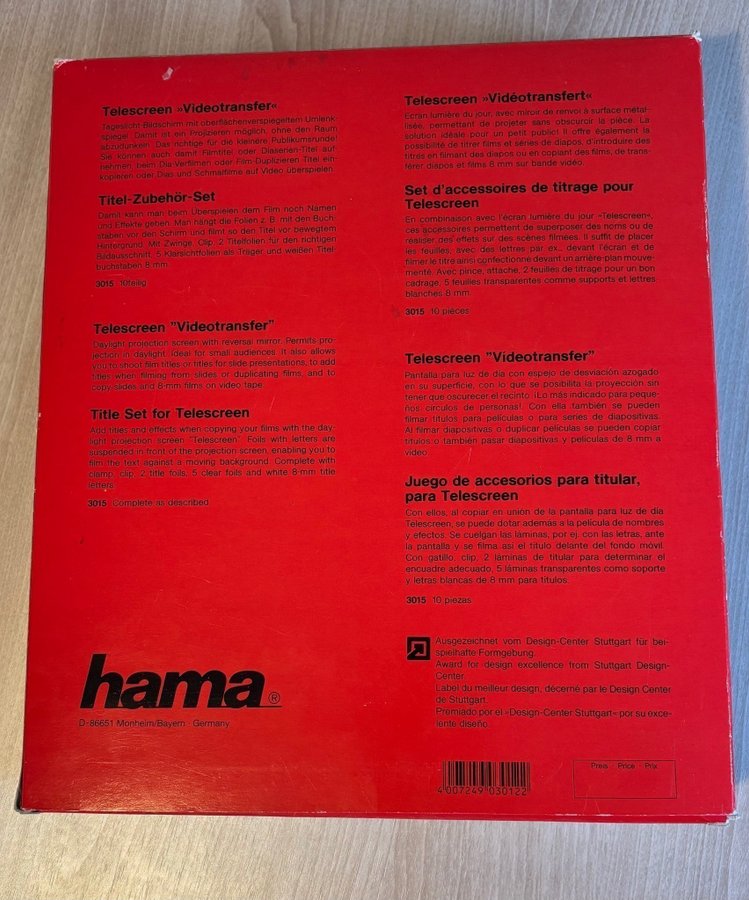 Telescreen »Videotransfer«
Tageslicht-Bildschirm mit oberflächenverspiegeltem Umlenk-
spiegel. Damit ist ein Projizieren möglich, ohne den Raum
abzudunkeln. Das richtige für die kleinere Publikumsrunde!
Sie können auch damit Filmtitel oder Diaserien-Titel auf-
nehmen, beim Dia-Verfilmen oder Film-Duplizieren Titel ein-
kopieren oder Dias und Schmalfilme auf Video überspielen.
Titel-Zubehör-Set
Damit kann man beim Überspielen dem Film noch Namen
und Effekte geben. Man hängt die Folien z. B. mit den Buch-
staben vor den Schirm und filmt so den Titel vor bewegtem
Hintergrund. Mit Zwinge, Clip, 2 Titelfolien für den richtigen
Bildausschnitt, 5 Klarsichtfolien als Träger und weißen Titel-
buchstaben 8 mm.
3015 10teilig
Telescreen "Videotransfer"
Daylight projection screen with reversal mirror. Permits pro-
jection in daylight. Ideal for small audiences. It also allows
you to shoot film titles or titles for slide presentations, to add
titles when filming from slides or duplicating films, and to
copy slides and 8-mm films on video tape.
Title Set for Telescreen
Add titles and effects when copying your films with the day-
light projection screen "Telescreen". Foils with letters are
suspended in front of the projection screen, enabling you to
film the text against a moving background. Complete with
clamp, clip, 2 title foils, 5 clear foils and white 8-mm title
letters.
3015 Complete as described
hama®
D-86651 Monheim/Bayern · Germany
Telescreen »Vidéotransfert«
Ecran lumière du jour, avec miroir de renvoi à surface métal-
lisée, permettant de projeter sans obscurcir la pièce. La
solution idéale pour un petit public! Il offre également la
possibilité de titrer films et séries de diapos, d'introduire des
titres en filmant des diapos ou en copiant des films, de trans-
férer diapos et films 8 mm sur bande vidéo.
Set d'accessoires de titrage pour
Telescreen
En combinaison avec l'écran lumière du jour »Telescreen«,
ces accessoires permettent de superposer des noms ou de
réaliser des effets sur des scènes filmées. Il suffit de placer
les feuilles, avec des lettres par ex., devant l'écran et de
filmer le titre ainsi confectionné devant un arrière-plan mouve-
menté. Avec pince, attache, 2 feuilles de titrage pour un bon
cadrage, 5 feuilles transparentes comme supports et lettres
blanches 8 mm.
3015 10 pièces
Telescreen "Videotransfer"
Pantalla para luz de día con espejo de desviación azogado
en su superficie, con lo que se posibilita la proyección sin
tener que oscurecer el recinto. ¡Lo más indicado para peque-
ños círculos de personas! Con ella también se pueden
filmar títulos para películas o para series de diapositivas.
Al filmar diapositivas o duplicar películas se pueden copiar
títulos o también pasar diapositivas y películas de 8 mm a
video.
Juego de accesorios para titular,
para Telescreen
Con ellos, al copiar en unión de la pantalla para luz de día
Telescreen, se puede dotar además a la película de nombres
y efectos. Se cuelgan las láminas, por ej. con las letras, ante
la pantalla y se filma así el título delante del fondo móvil.
Con gatillo, clip, 2 láminas de titular para determinar el
encuadre adecuado, 5 láminas transparentes como soporte
y letras blancas de 8 mm para títulos.
3015 10 piezas
Ausgezeichnet vom Design-Center Stuttgart für bei-
spielhafte Formgebung.
Award for design excellence from Stuttgart Design-
Center.
Label du meilleur design, décerné par le Design Center
de Stuttgart.
Premiado por el »Design-Center Stuttgart« por su exce-
lente diseño.
4 007249 030122
Preis · Price · Prix